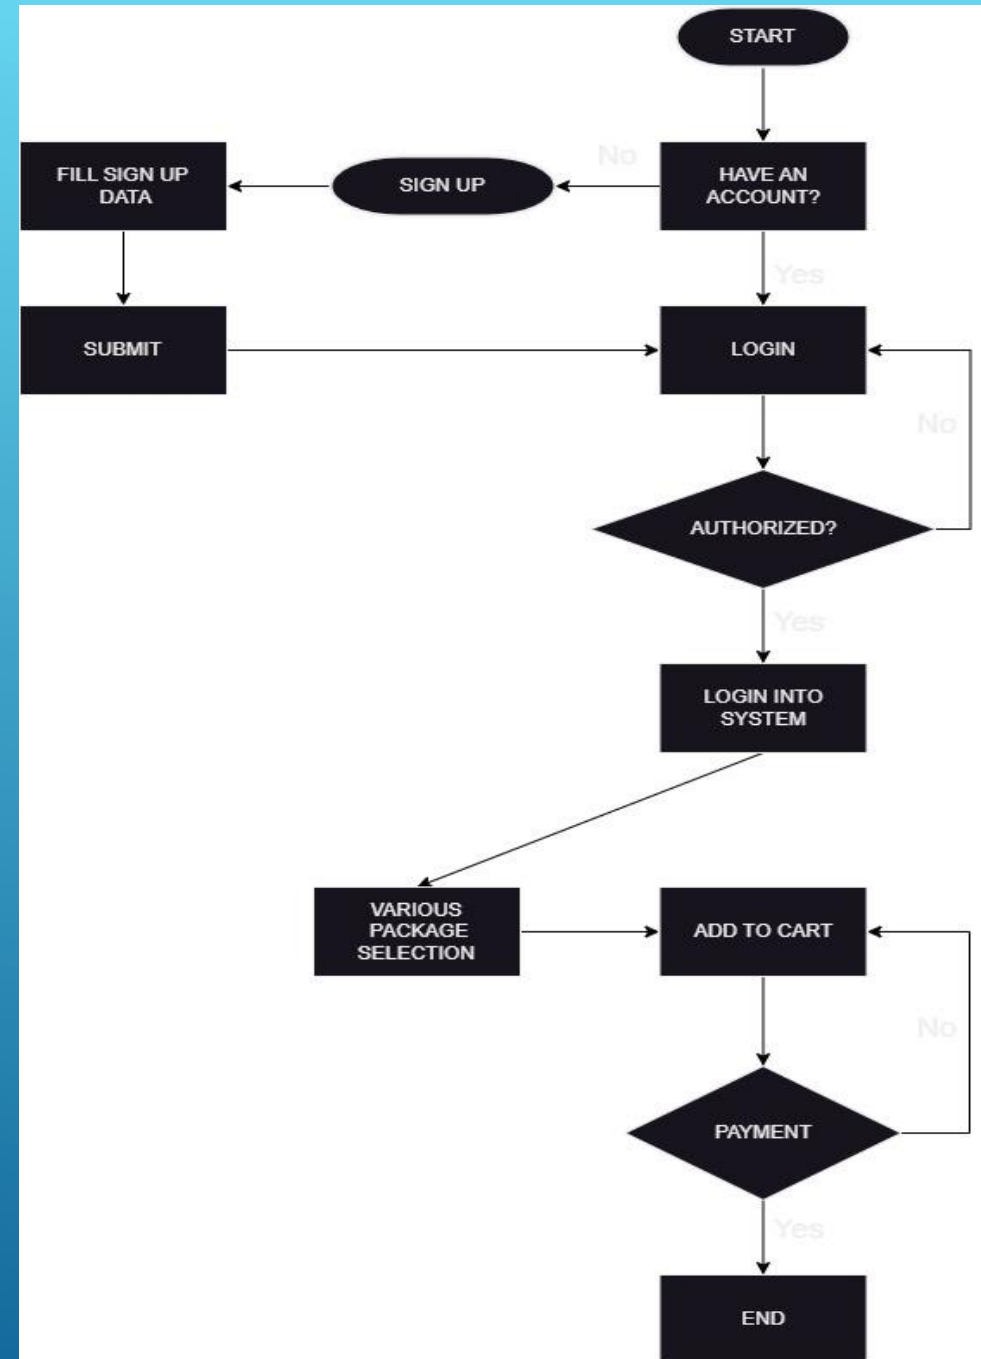 START
No
HAVE AN
ACCOUNT?
SIGN UP
FILL SIGN UP
DATA
Yes
SUBMIT
LOGIN
No
AUTHORIZED?
Yes
LOGIN INTO
SYSTEM
VARIOUS
PACKAGE
SELECTION
ADD TO CART
No
PAYMENT
Yes
END